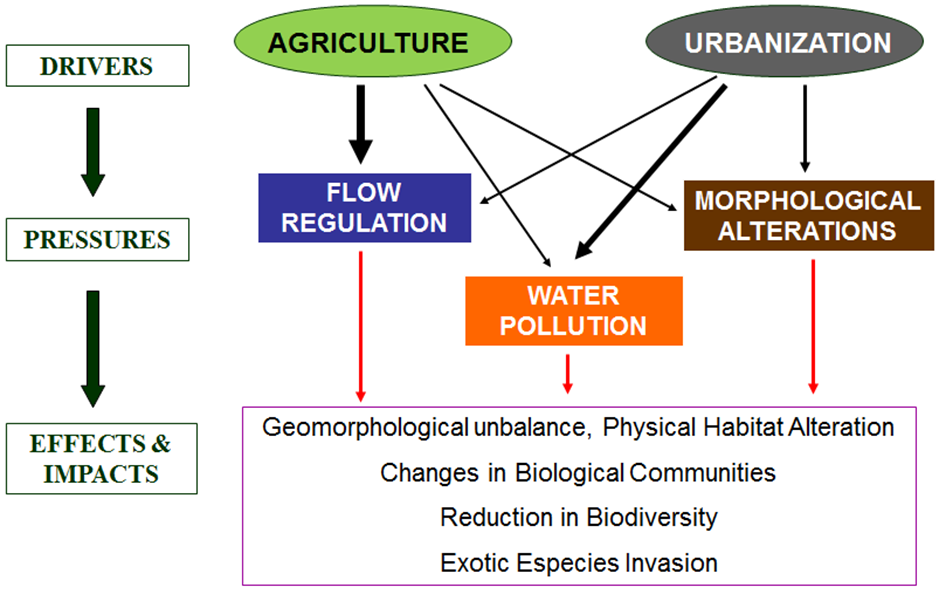 AGRICULTURE
URBANIZATION
DRIVERS
FLOW
REGULATION
MORPHOLOGICAL
ALTERATIONS
PRESSURES
WATER
POLLUTION
EFFECTS &
IMPACTS
Geomorphological unbalance, Physical Habitat Alteration
Changes in Biological Communities
Reduction in Biodiversity
Exotic Especies Invasion